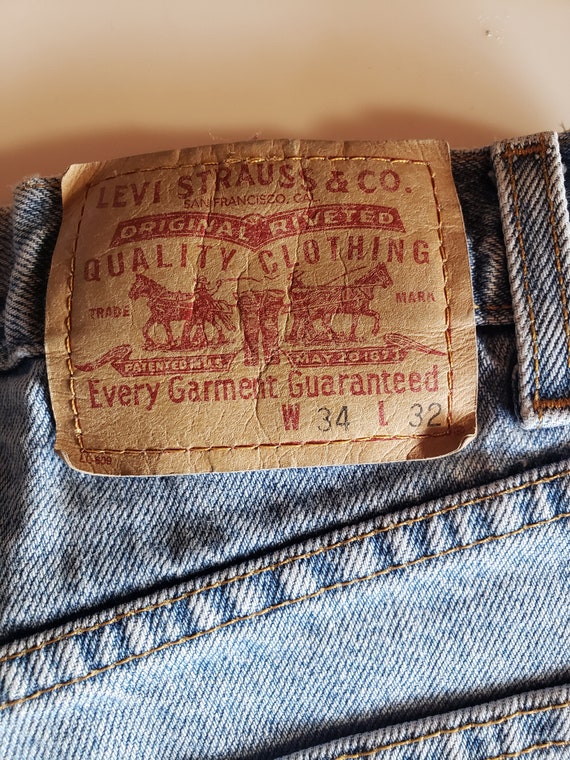 LEVI STRAUSS & CO.
SAN FRANCISCO, CAL
ORIGINAL RIVETED
QUALITY CLOTHING
TRADE MARK
PATENTED IN U.S. MAY 20 1873
Every Garment Guaranteed
W 34 L 32